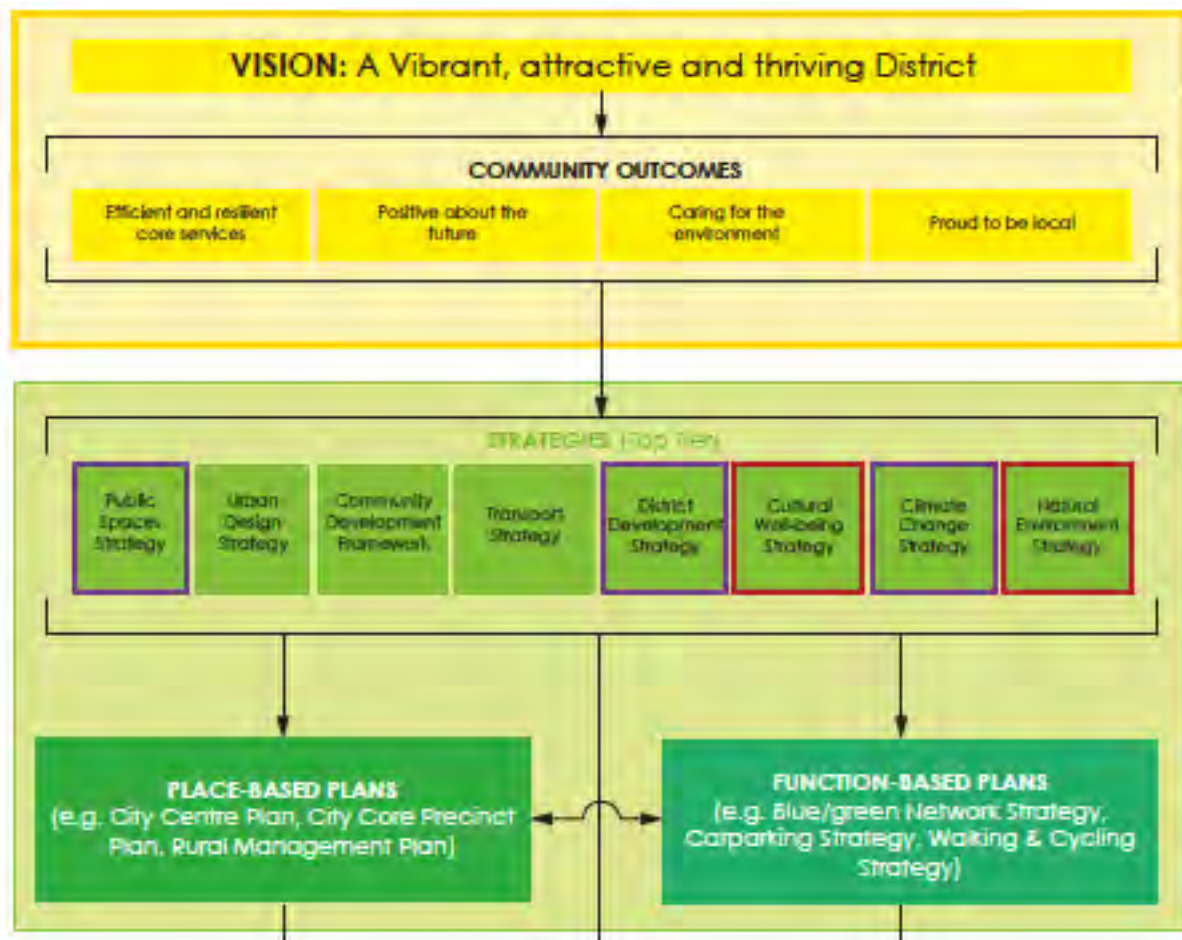 VISION: A Vibrant, attractive and thriving District
COMMUNITY OUTCOMES
Efficient and resilient
core services
Positive about the
future
Caring for the
environment
Proud to be local
STRATEGIES (Top Tier)
Public
Spaces
Strategy
Urban
Design
Strategy
Community
Development
Framework
Transport
Strategy
District
Development
Strategy
Cultural
Well-being
Strategy
Climate
Change
Strategy
Natural
Environment
Strategy
PLACE-BASED PLANS
(e.g. City Centre Plan, City Core Precinct
Plan, Rural Management Plan)
FUNCTION-BASED PLANS
(e.g. Blue/green Network Strategy,
Carparking Strategy, Walking & Cycling
Strategy)